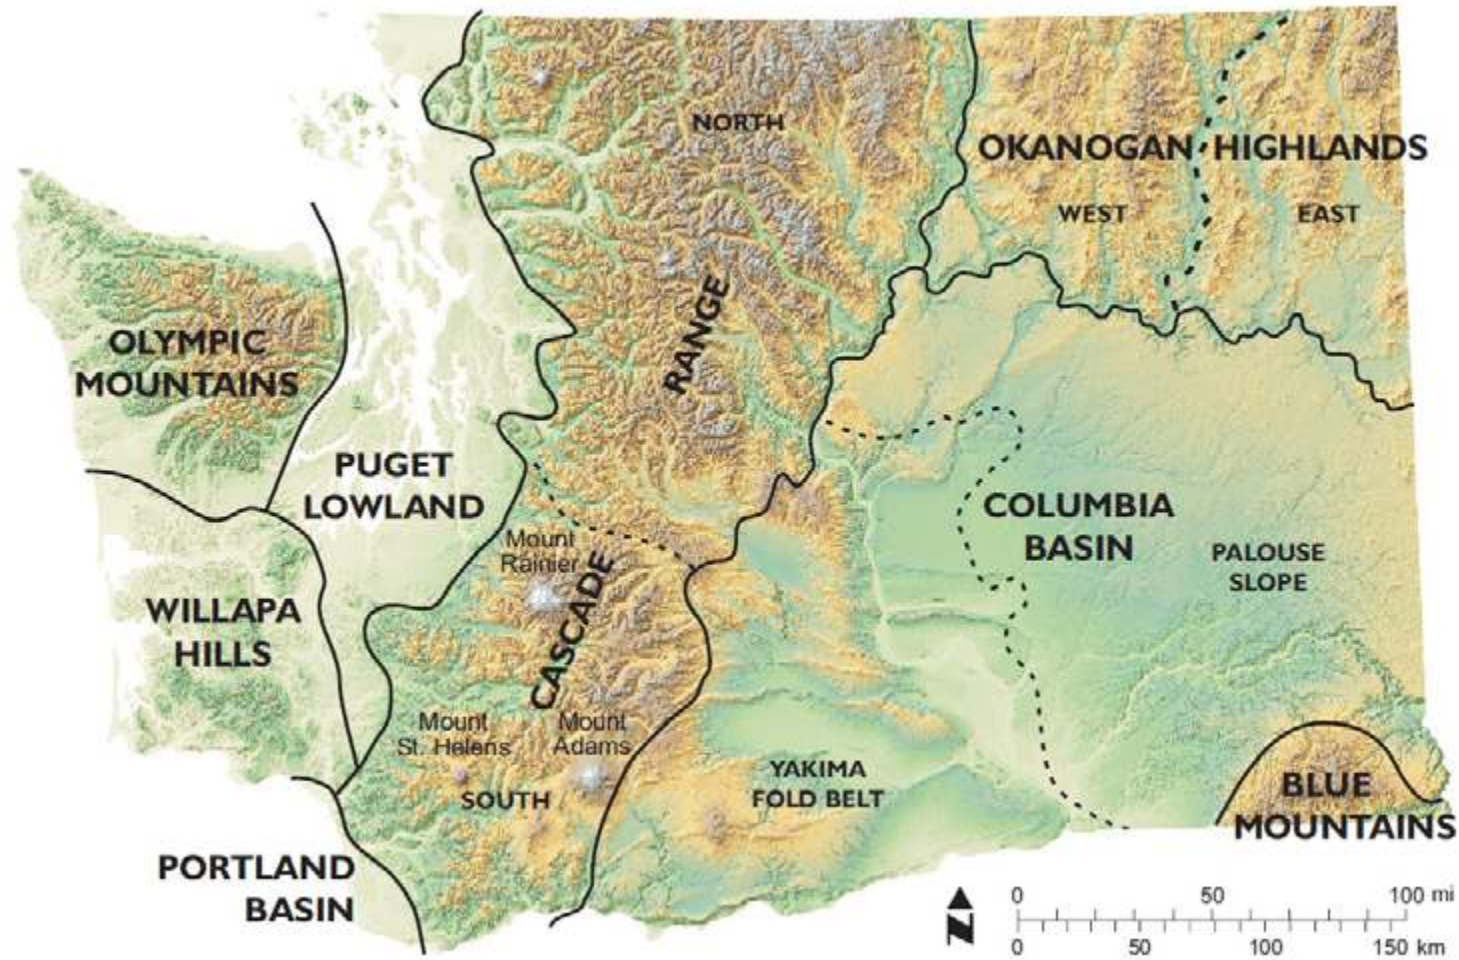 NORTH
OKANOGAN HIGHLANDS
WEST
EAST
RANGE
OLYMPIC
MOUNTAINS
PUGET
LOWLAND
COLUMBIA
BASIN
PALOUSE
SLOPE
Mount
Rainier
CASCADE
WILLAPA
HILLS
Mount
St. Helens
Mount
Adams
SOUTH
YAKIMA
FOLD BELT
BLUE
MOUNTAINS
PORTLAND
BASIN
N
0 50 100 mi
0 50 100 150 km